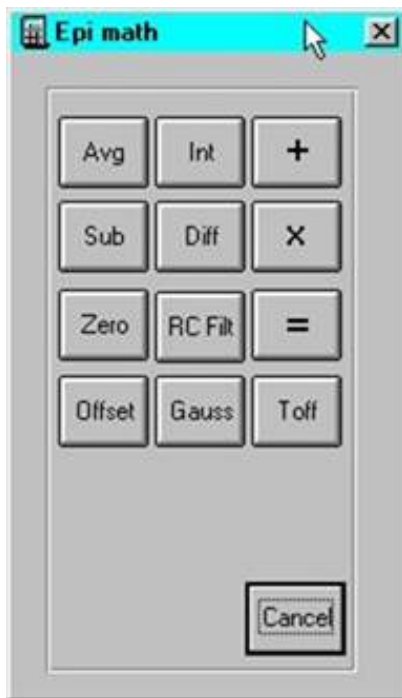 Epi math
Avg Int +
Sub Diff ×
Zero RC Filt =
Offset Gauss Toff
Cancel